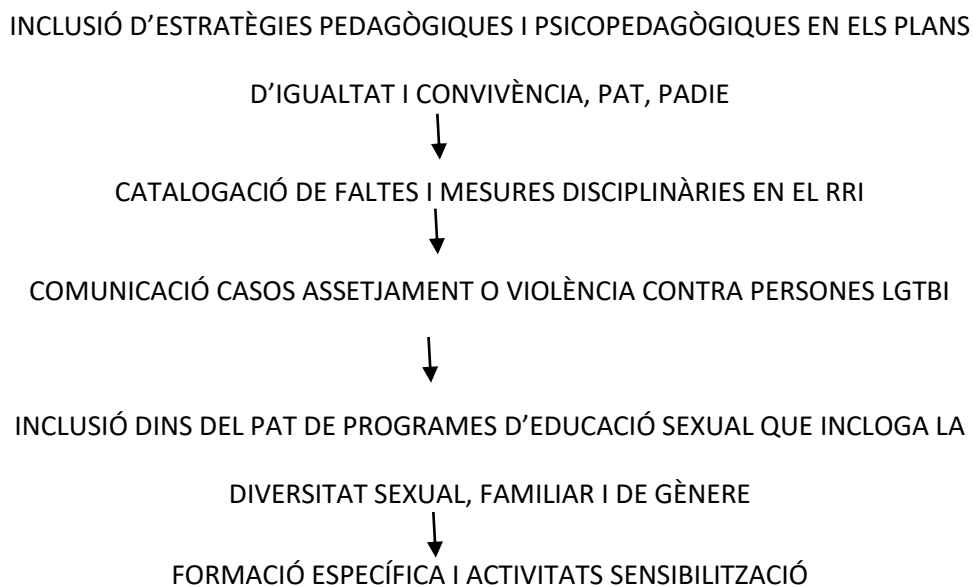 INCLUSIÓ D’ESTRATÈGIES PEDAGÒGIQUES I PSICOPEDAGÒGIQUES EN ELS PLANS
D’IGUALTAT I CONVIVÈNCIA, PAT, PADIE
CATALOGACIÓ DE FALTES I MESURES DISCIPLINÀRIES EN EL RRI
COMUNICACIÓ CASOS ASSETJAMENT O VIOLÈNCIA CONTRA PERSONES LGTBI
INCLUSIÓ DINS DEL PAT DE PROGRAMES D’EDUCACIÓ SEXUAL QUE INCLOGA LA
DIVERSITAT SEXUAL, FAMILIAR I DE GÈNERE
FORMACIÓ ESPECÍFICA I ACTIVITATS SENSIBILITZACIÓ